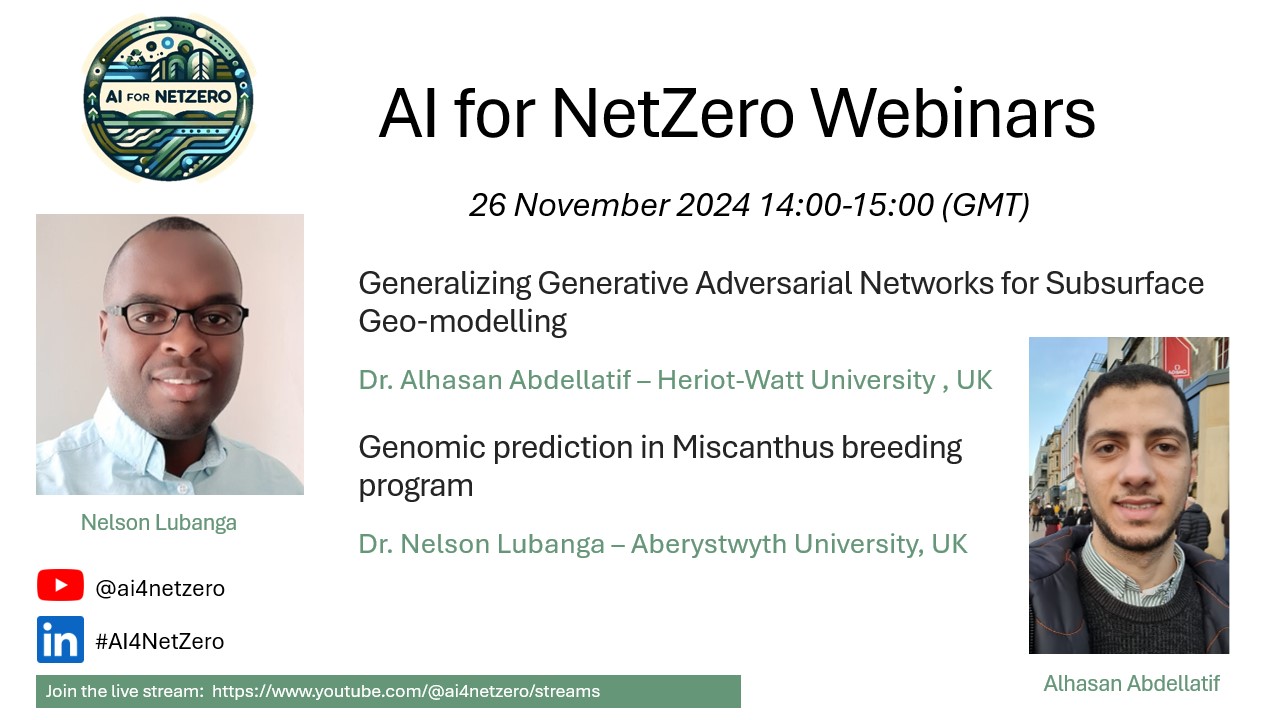 AI FOR NETZERO
AI for NetZero Webinars
26 November 2024 14:00-15:00 (GMT)
Generalizing Generative Adversarial Networks for Subsurface
Geo-modelling
Dr. Alhasan Abdellatif – Heriot-Watt University , UK
Genomic prediction in Miscanthus breeding
program
Dr. Nelson Lubanga – Aberystwyth University, UK
Nelson Lubanga
@ai4netzero
in
#AI4NetZero
Join the live stream: https://www.youtube.com/@ai4netzero/streams
Alhasan Abdellatif